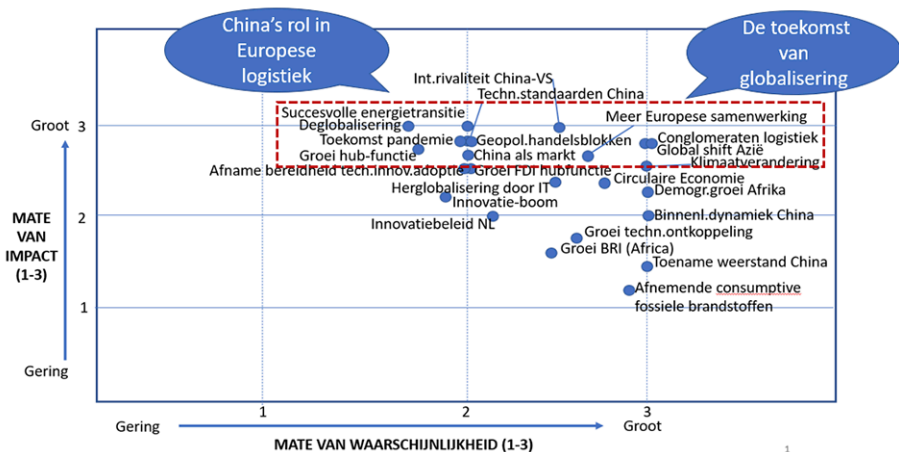 China's rol in
Europese
logistiek
De toekomst
van
globalisering
Int.rivaliteit China-VS
Techn.standaarden China
Meer Europese samenwerking
Succesvolle energietransitie
Groot
3
Deglobalisering
Toekomst pandemie
Geopol.handelsblokken
Conglomeraten logistiek
Global shift Azië
Groei hub-functie
China als markt
Klimaatverandering
Afname bereidheid tech.innov.adoptie
Groei FDI hubfunctie
Circulaire Economie
Herglobalisering door IT
Demogr.groei Afrika
Innovatie-boom
MATE
VAN
IMPACT
(1-3)
2
Innovatiebeleid NL
Binnenl.dynamiek China
Groei techn.ontkoppeling
Groei BRI (Africa)
Toename weerstand China
Afnemende consumptive
fossiele brandstoffen
1
Gering
1
2
3
Gering
Groot
MATE VAN WAARSCHIJNLIJKHEID (1-3)
1